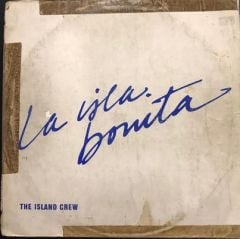 La isla.
bonita
THE ISLAND CREW